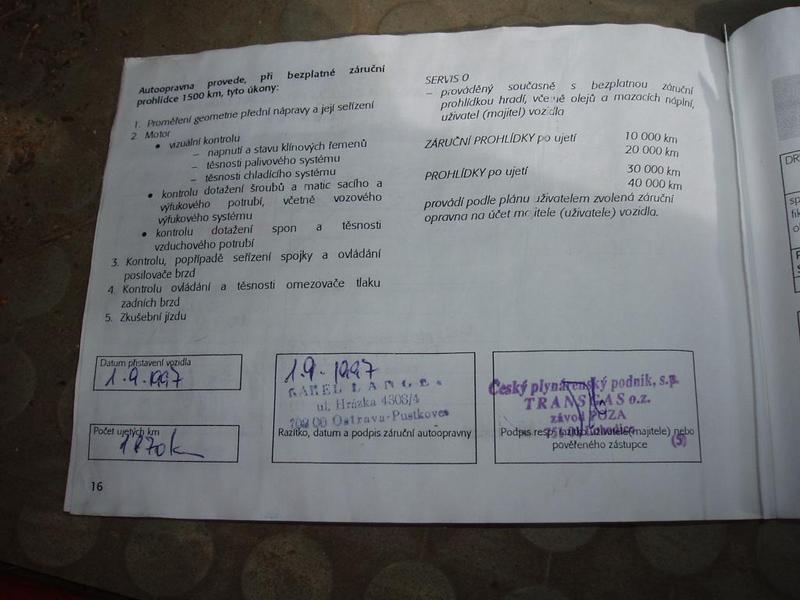 Autoopravna provede, při bezplatné záruční
prohlídce 1500 km, tyto úkony:
1. Proměření geometrie přední nápravy a její seřízení
2. Motor
• vizuální kontrolu
– napnutí a stavu klínových řemenů
– těsnosti palivového systému
– těsnosti chladícího systému
• kontrolu dotažení šroubů a matic sacího a
výfukového potrubí, včetně vozového
výfukového systému
• kontrolu dotažení spon a těsnosti
vzduchového potrubí
3. Kontrolu, popřípadě seřízení spojky a ovládání
posilovače brzd
4. Kontrolu ovládání a těsnosti omezovače tlaku
zadních brzd
5. Zkušební jízdu
SERVIS 0
– prováděný současně s bezplatnou záruční
prohlídkou hradí, včetně olejů a mazacích náplní,
uživatel (majitel) vozidla
ZÁRUČNÍ PROHLÍDKY po ujetí 10 000 km
20 000 km
PROHLÍDKY po ujetí 30 000 km
40 000 km
provádí podle plánu uživatelem zvolená záruční
opravna na účet majitele (uživatele) vozidla.
Datum přistavení vozidla
1.9.1997
Počet ujetých km
1.9.1997
KAREL LANGE
ul. Hrázka 4308/4
Ostrava-Pustkovec
Razítko, datum a podpis záruční autoopravny
Český plynárenský podnik, s.p.
TRANSGAS o.z.
závod
Podpis resp. razítko uživatele(majitele) nebo
pověřeného zástupce
(5)
16